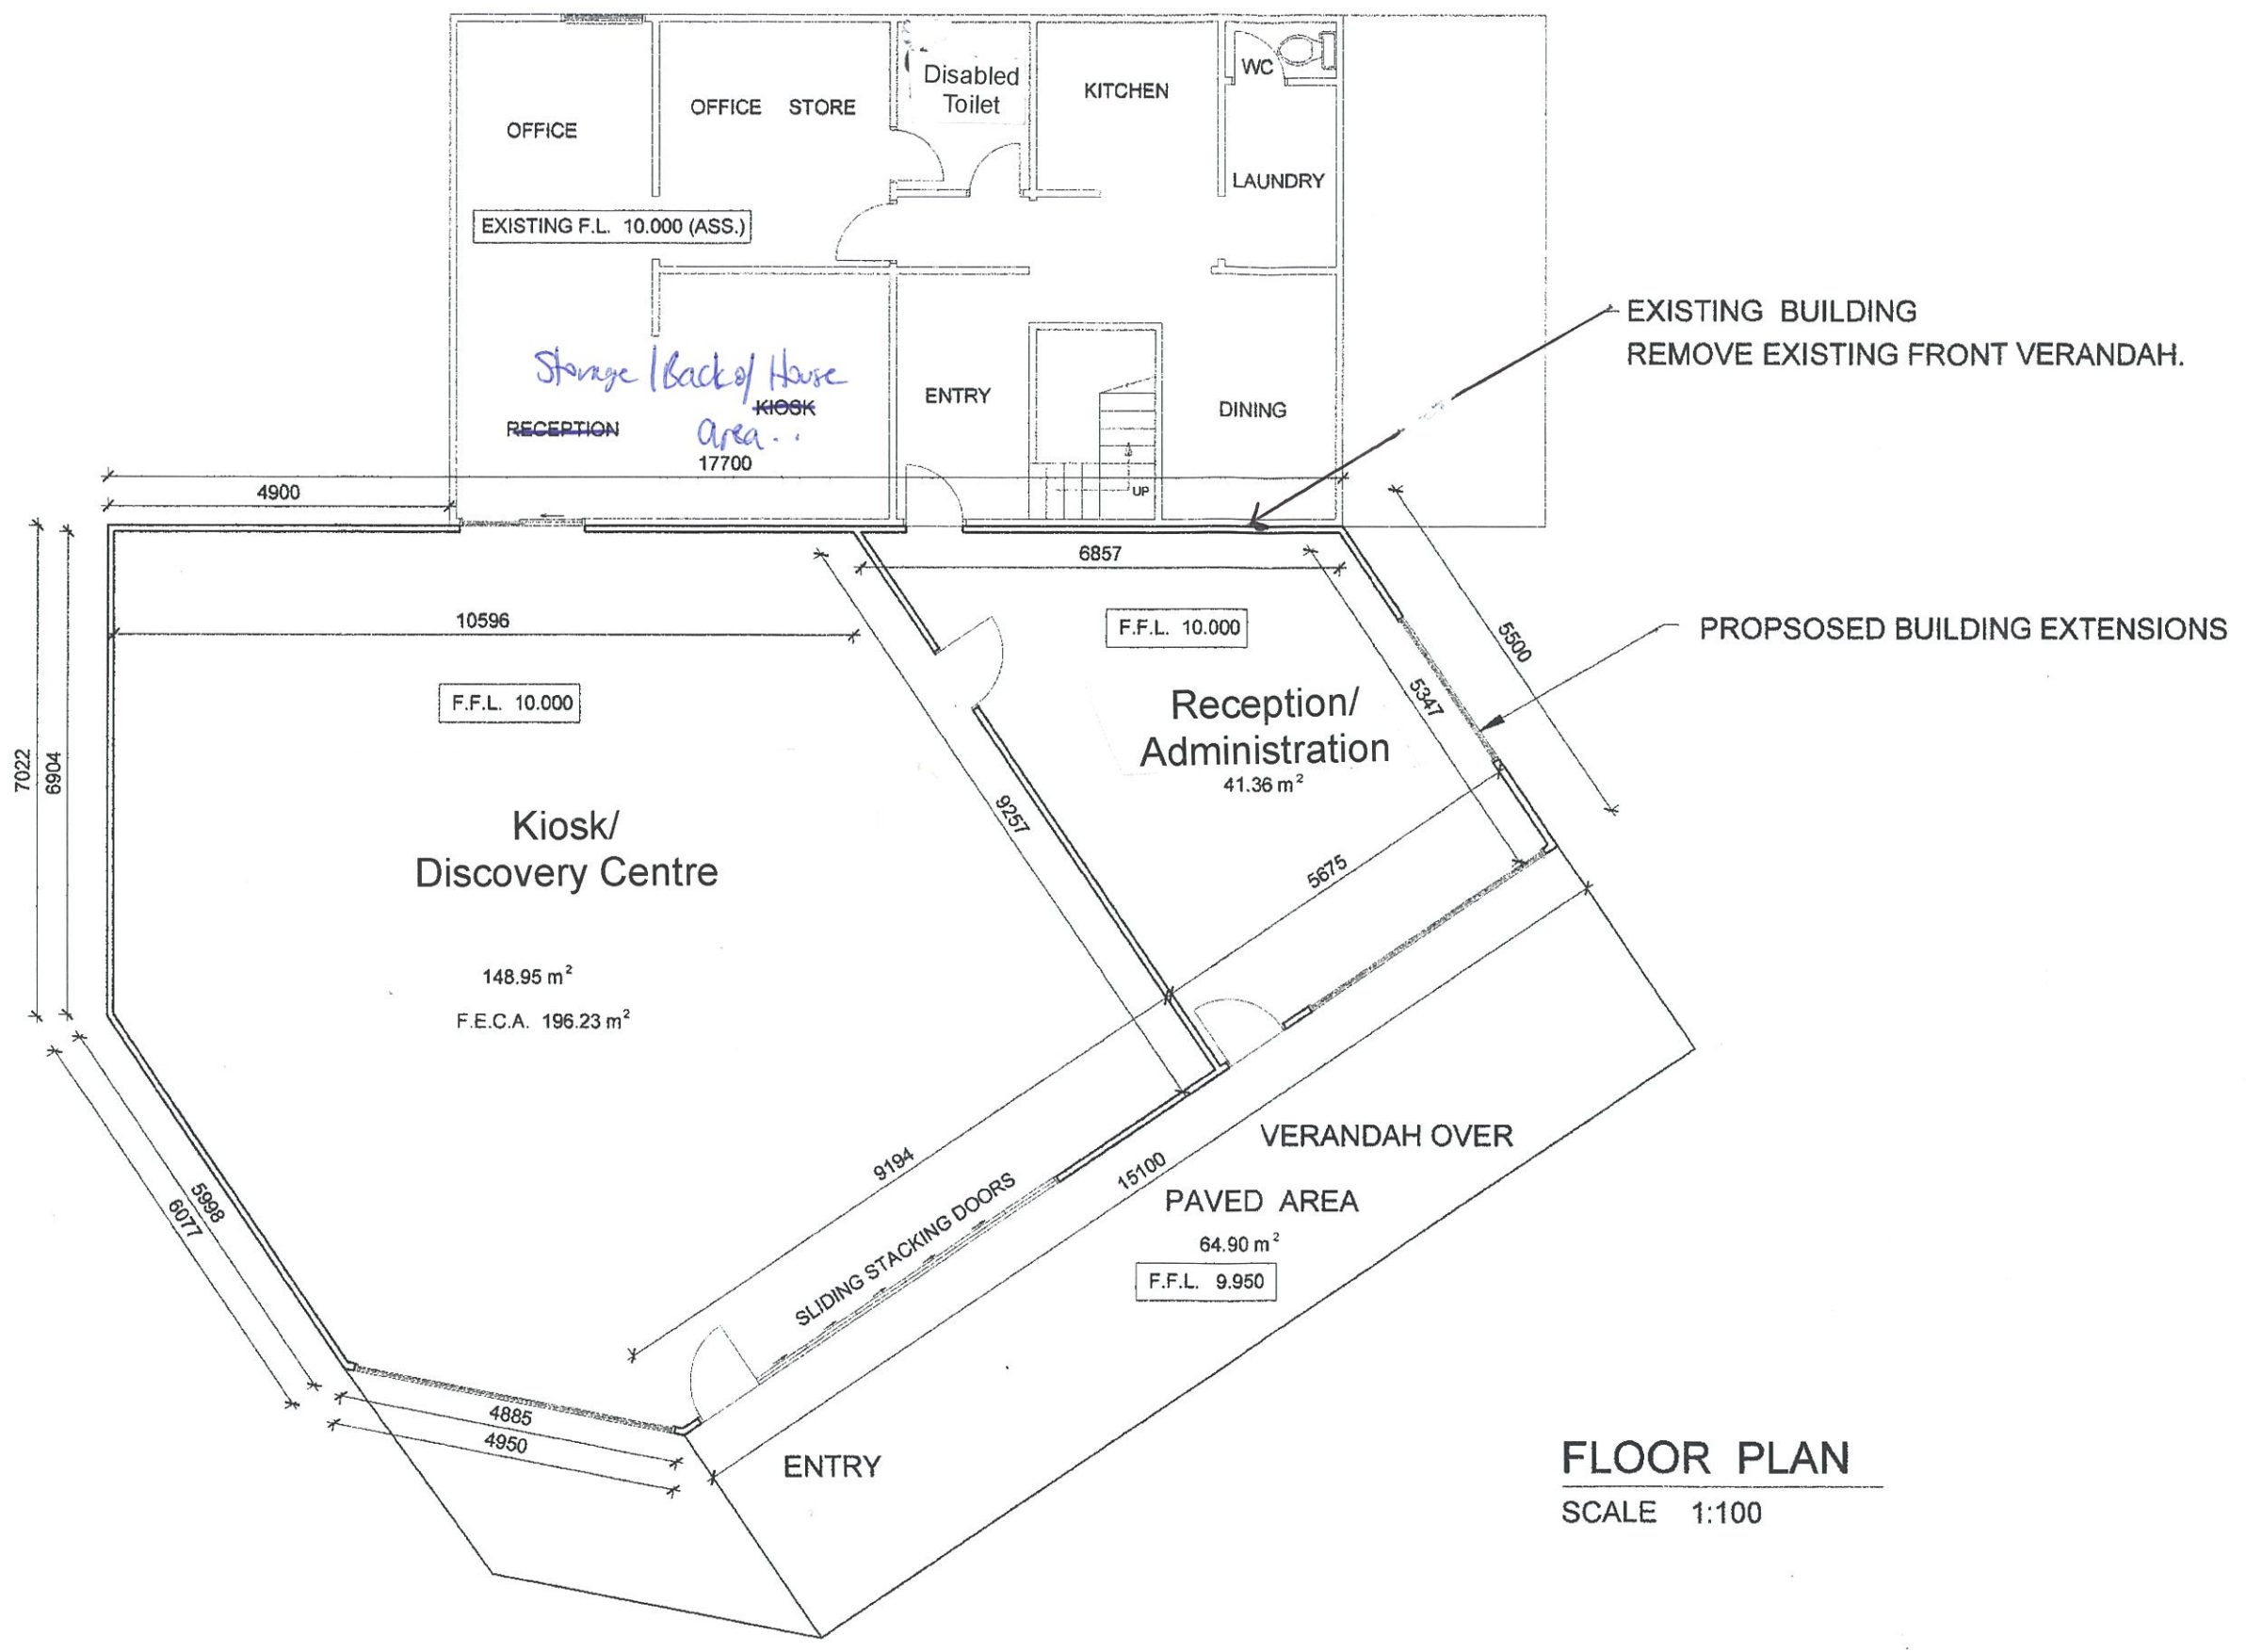 OFFICE
OFFICE STORE
Disabled
Toilet
KITCHEN
WC
LAUNDRY
EXISTING F.L. 10.000 (ASS.)
EXISTING BUILDING
REMOVE EXISTING FRONT VERANDAH.
Storage / Back of House
KIOSK
RECEPTION
area..
ENTRY
DINING
UP
17700
4900
6857
10596
F.F.L. 10.000
F.F.L. 10.000
5500
5347
PROPSOSED BUILDING EXTENSIONS
Reception/
Administration
41.36 m²
7022
6904
Kiosk/
Discovery Centre
9257
5675
148.95 m²
F.E.C.A. 196.23 m²
9194
15100
VERANDAH OVER
PAVED AREA
64.90 m²
F.F.L. 9.950
SLIDING STACKING DOORS
5998
6077
4885
4950
ENTRY
FLOOR PLAN
SCALE 1:100